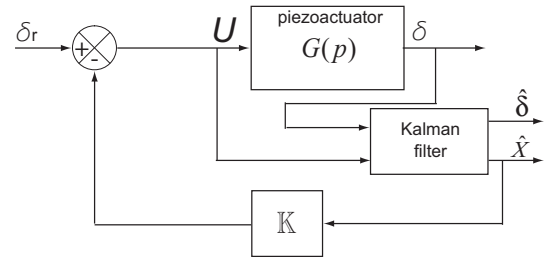 piezoactuator
δr
+
-
U
G(p)
δ
Kalman
filter
δ̂
X̂
𝕂